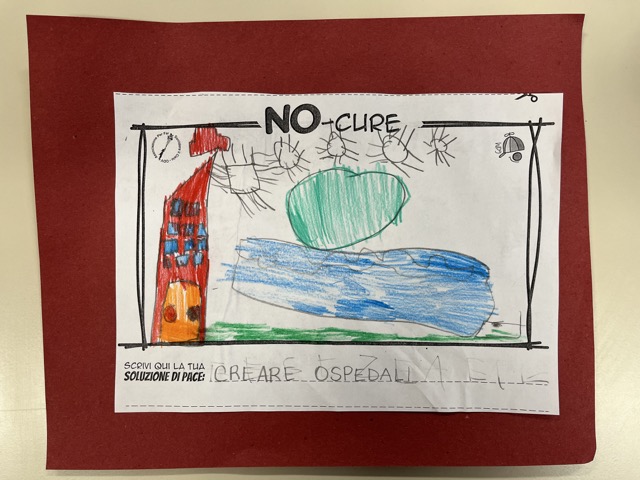 NO-CURE
SCRIVI QUI LA TUA
SOLUZIONE DI PACE: CREARE OSPEDALI